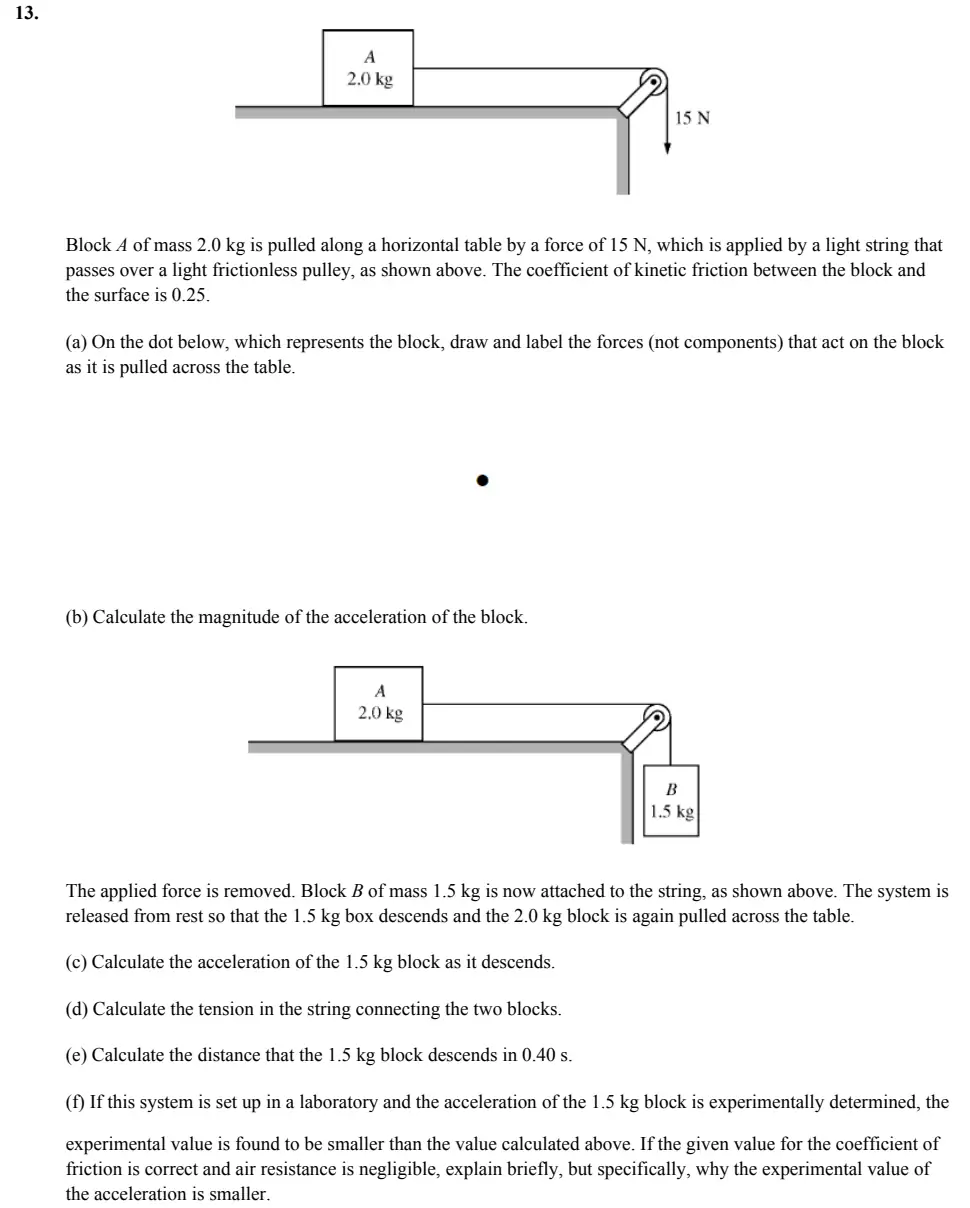 13.
A
2.0 kg
15 N
Block A of mass 2.0 kg is pulled along a horizontal table by a force of 15 N, which is applied by a light string that
passes over a light frictionless pulley, as shown above. The coefficient of kinetic friction between the block and
the surface is 0.25.
(a) On the dot below, which represents the block, draw and label the forces (not components) that act on the block
as it is pulled across the table.
(b) Calculate the magnitude of the acceleration of the block.
A
2.0 kg
B
1.5 kg
The applied force is removed. Block B of mass 1.5 kg is now attached to the string, as shown above. The system is
released from rest so that the 1.5 kg box descends and the 2.0 kg block is again pulled across the table.
(c) Calculate the acceleration of the 1.5 kg block as it descends.
(d) Calculate the tension in the string connecting the two blocks.
(e) Calculate the distance that the 1.5 kg block descends in 0.40 s.
(f) If this system is set up in a laboratory and the acceleration of the 1.5 kg block is experimentally determined, the
experimental value is found to be smaller than the value calculated above. If the given value for the coefficient of
friction is correct and air resistance is negligible, explain briefly, but specifically, why the experimental value of
the acceleration is smaller.